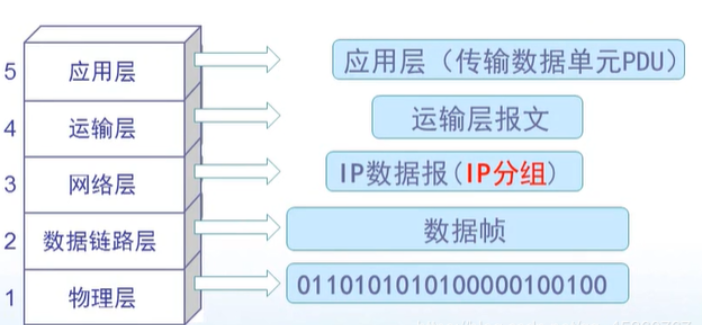 5 应用层 应用层（传输数据单元PDU）
4 运输层 运输层报文
3 网络层 IP数据报(IP分组)
2 数据链路层 数据帧
1 物理层 0110101010100000100100